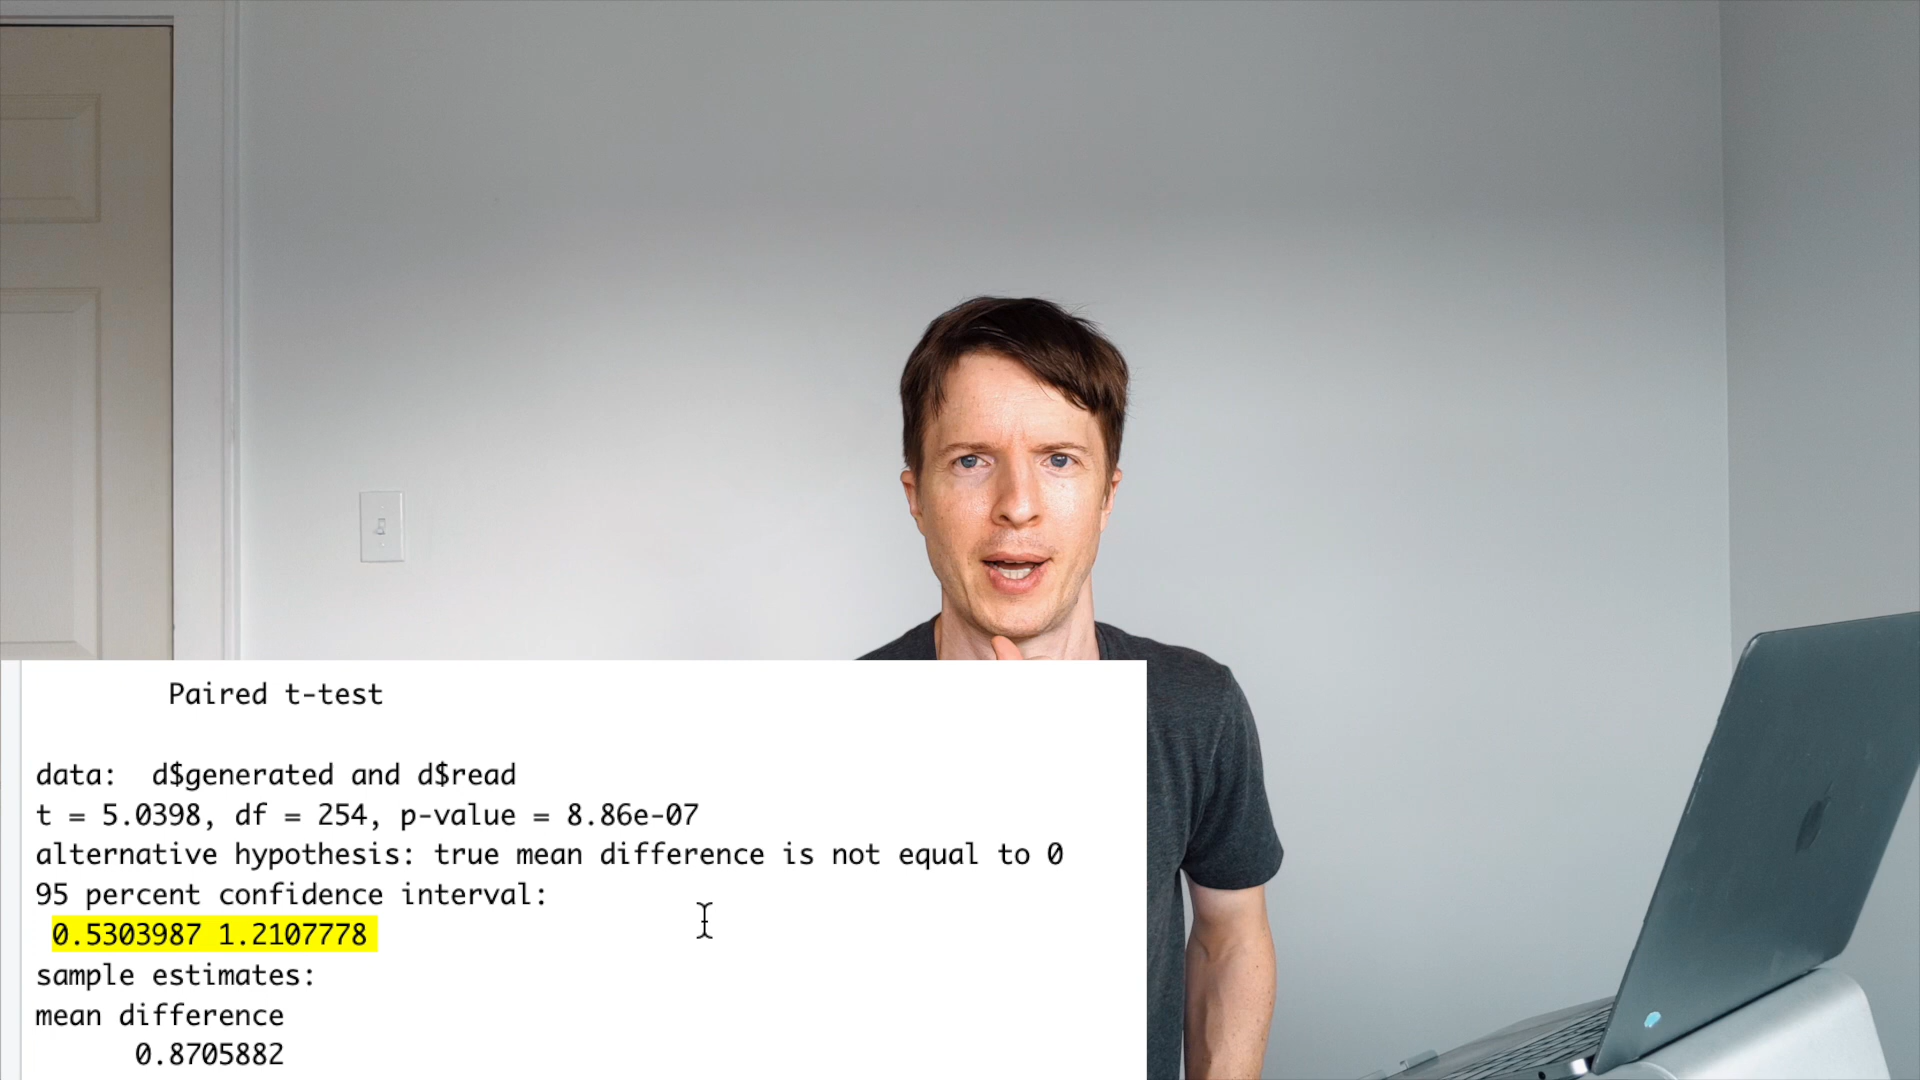 Paired t-test
data: d$generated and d$read
t = 5.0398, df = 254, p-value = 8.86e-07
alternative hypothesis: true mean difference is not equal to 0
95 percent confidence interval:
0.5303987 1.2107778
sample estimates:
mean difference
0.8705882